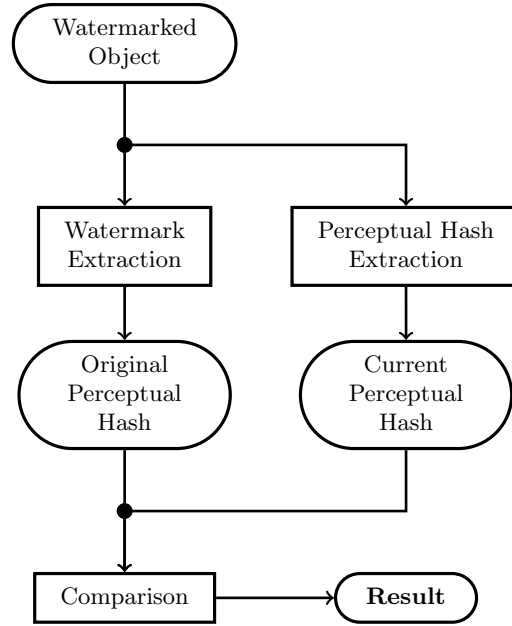 Watermarked
Object
Watermark
Extraction
Perceptual Hash
Extraction
Original
Perceptual
Hash
Current
Perceptual
Hash
Comparison
Result